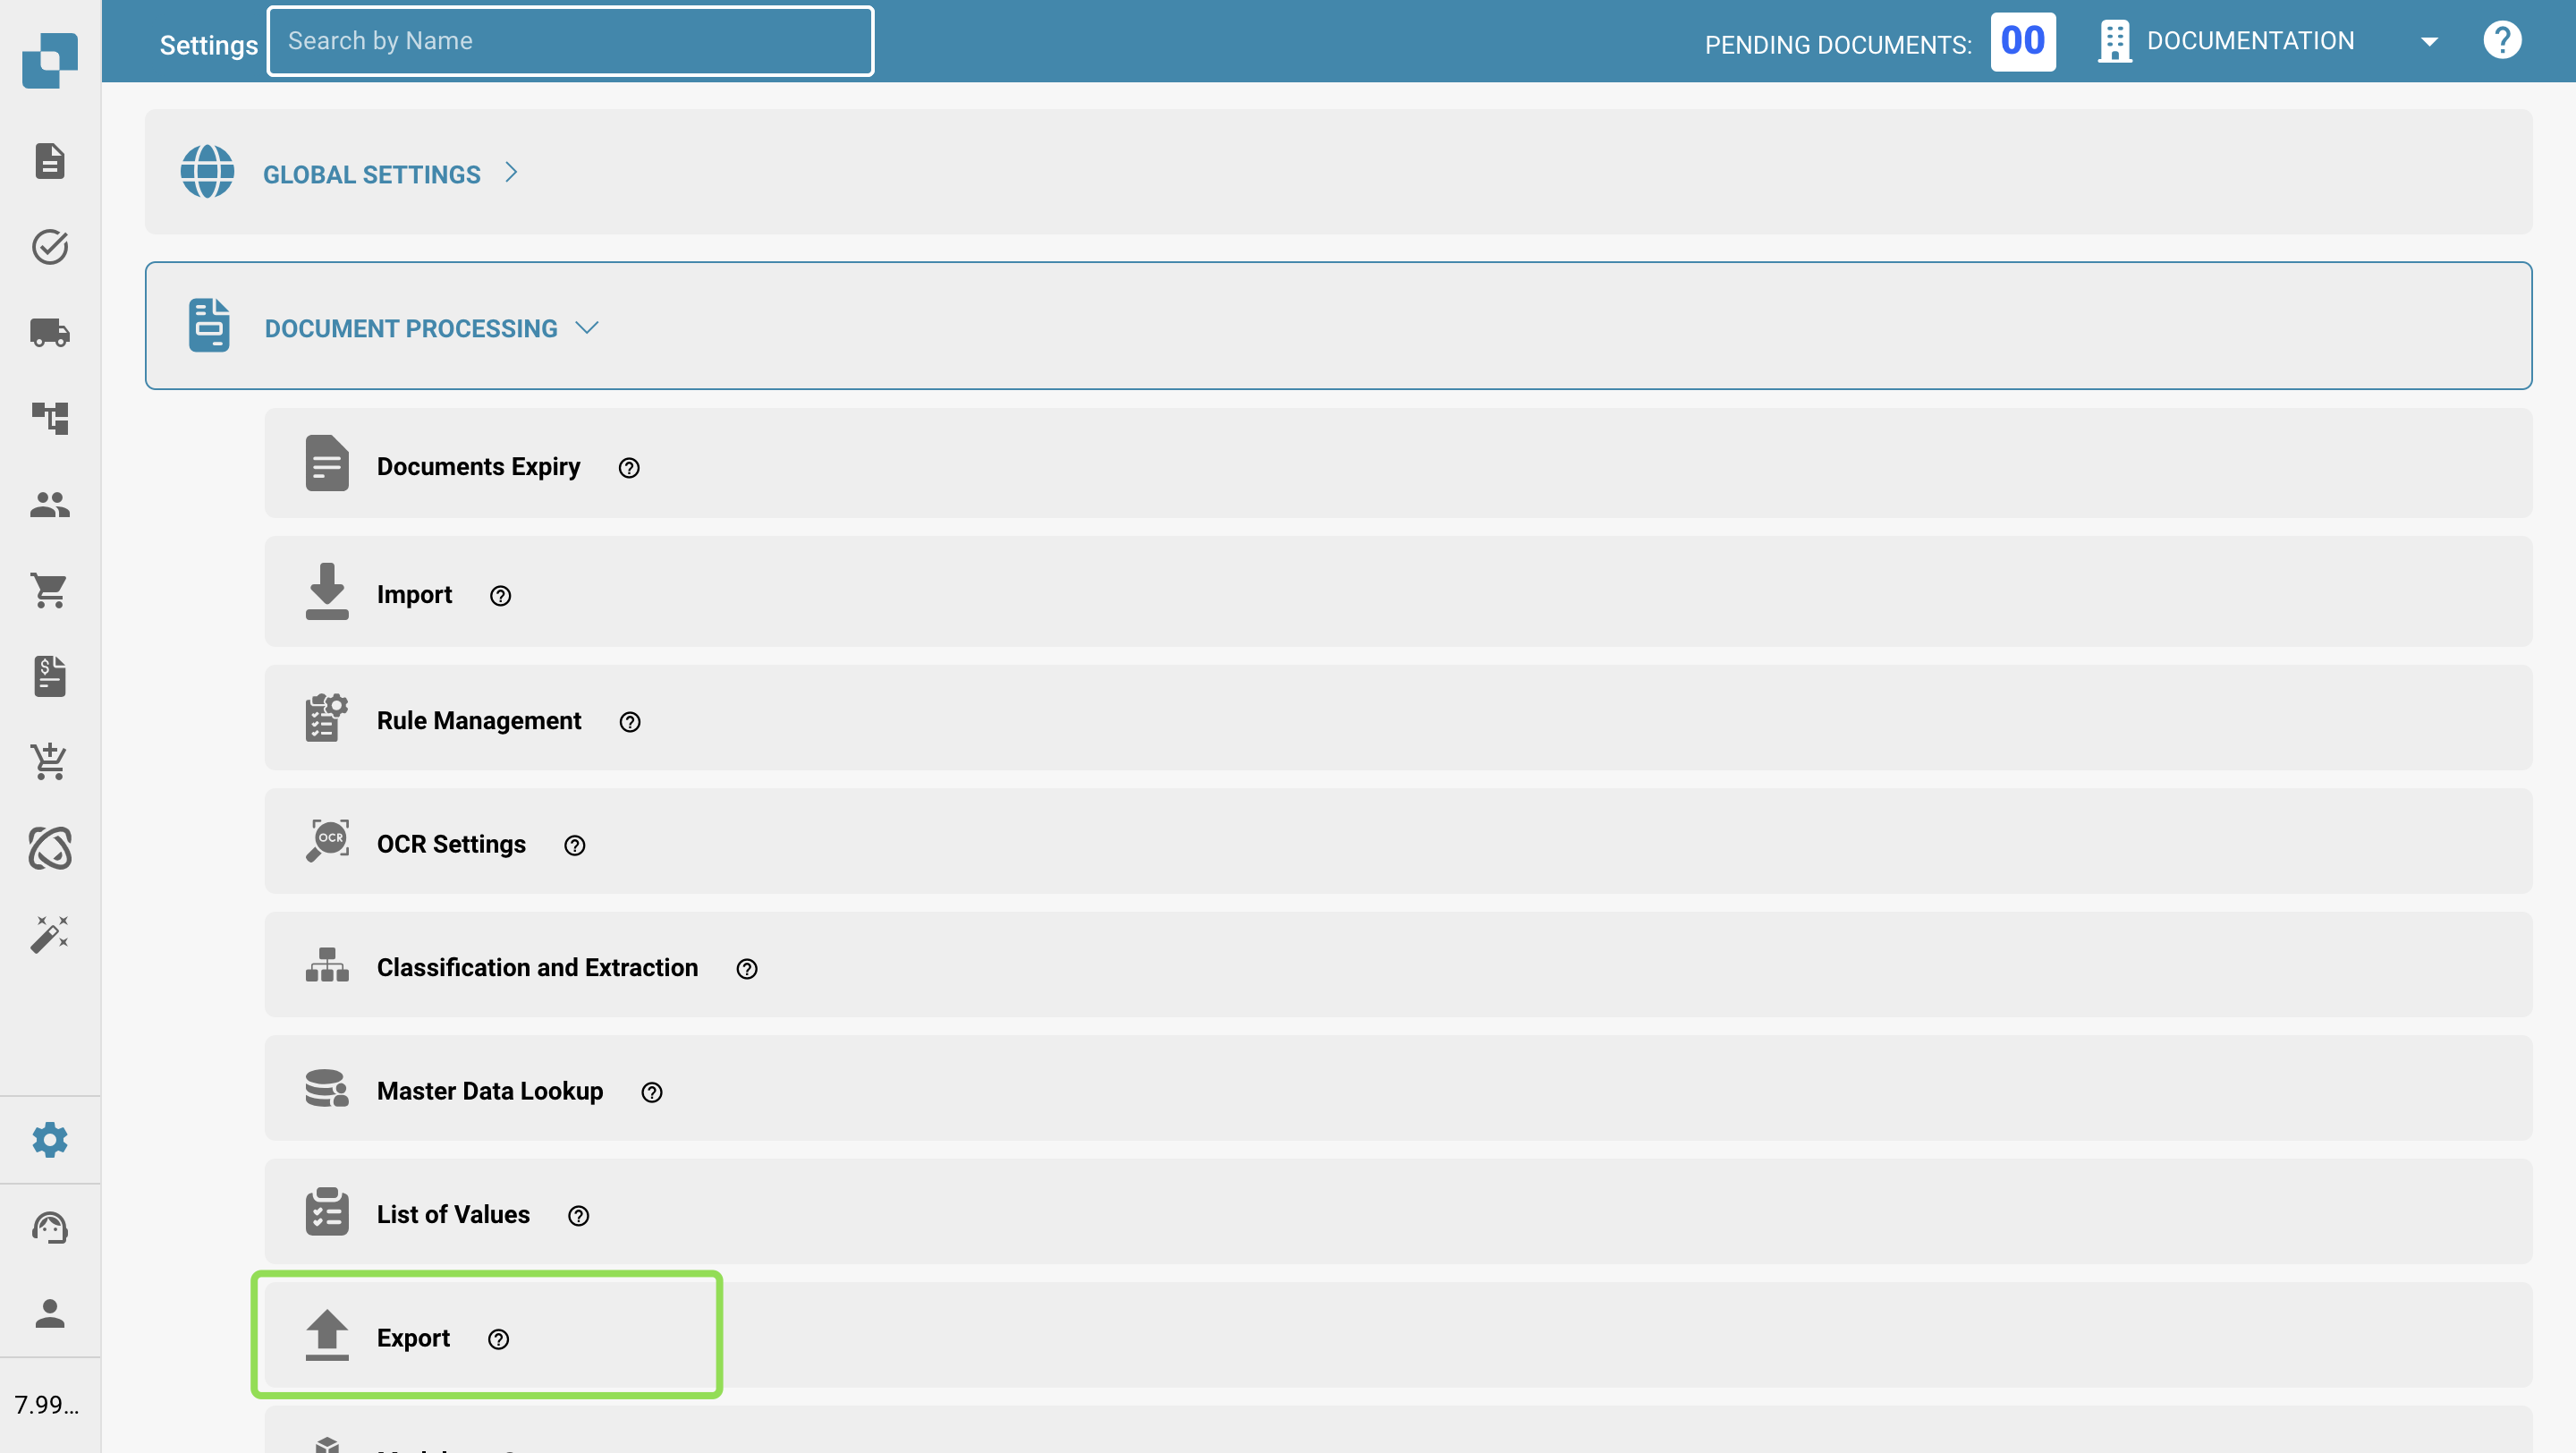 Settings
Search by Name
PENDING DOCUMENTS: 00
DOCUMENTATION
GLOBAL SETTINGS
DOCUMENT PROCESSING
Documents Expiry
Import
Rule Management
OCR
OCR Settings
Classification and Extraction
Master Data Lookup
List of Values
Export
7.99...